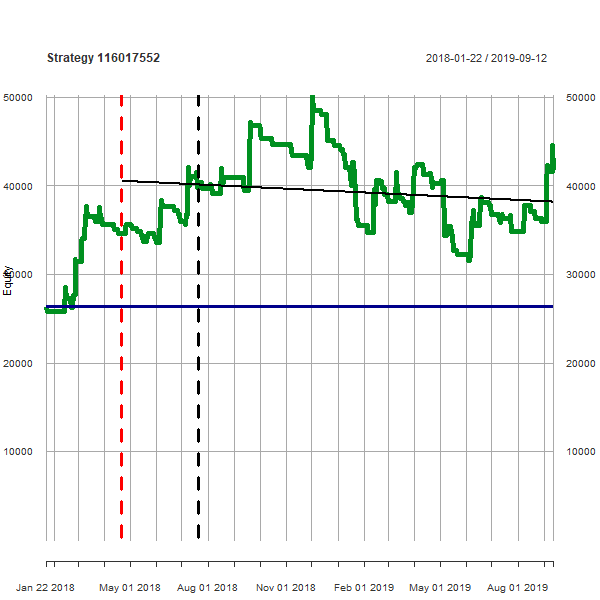 Strategy 116017552
2018-01-22 / 2019-09-12
50000
50000
40000
40000
Equity
30000
30000
20000
20000
10000
10000
Jan 22 2018
May 01 2018
Aug 01 2018
Nov 01 2018
Feb 01 2019
May 01 2019
Aug 01 2019